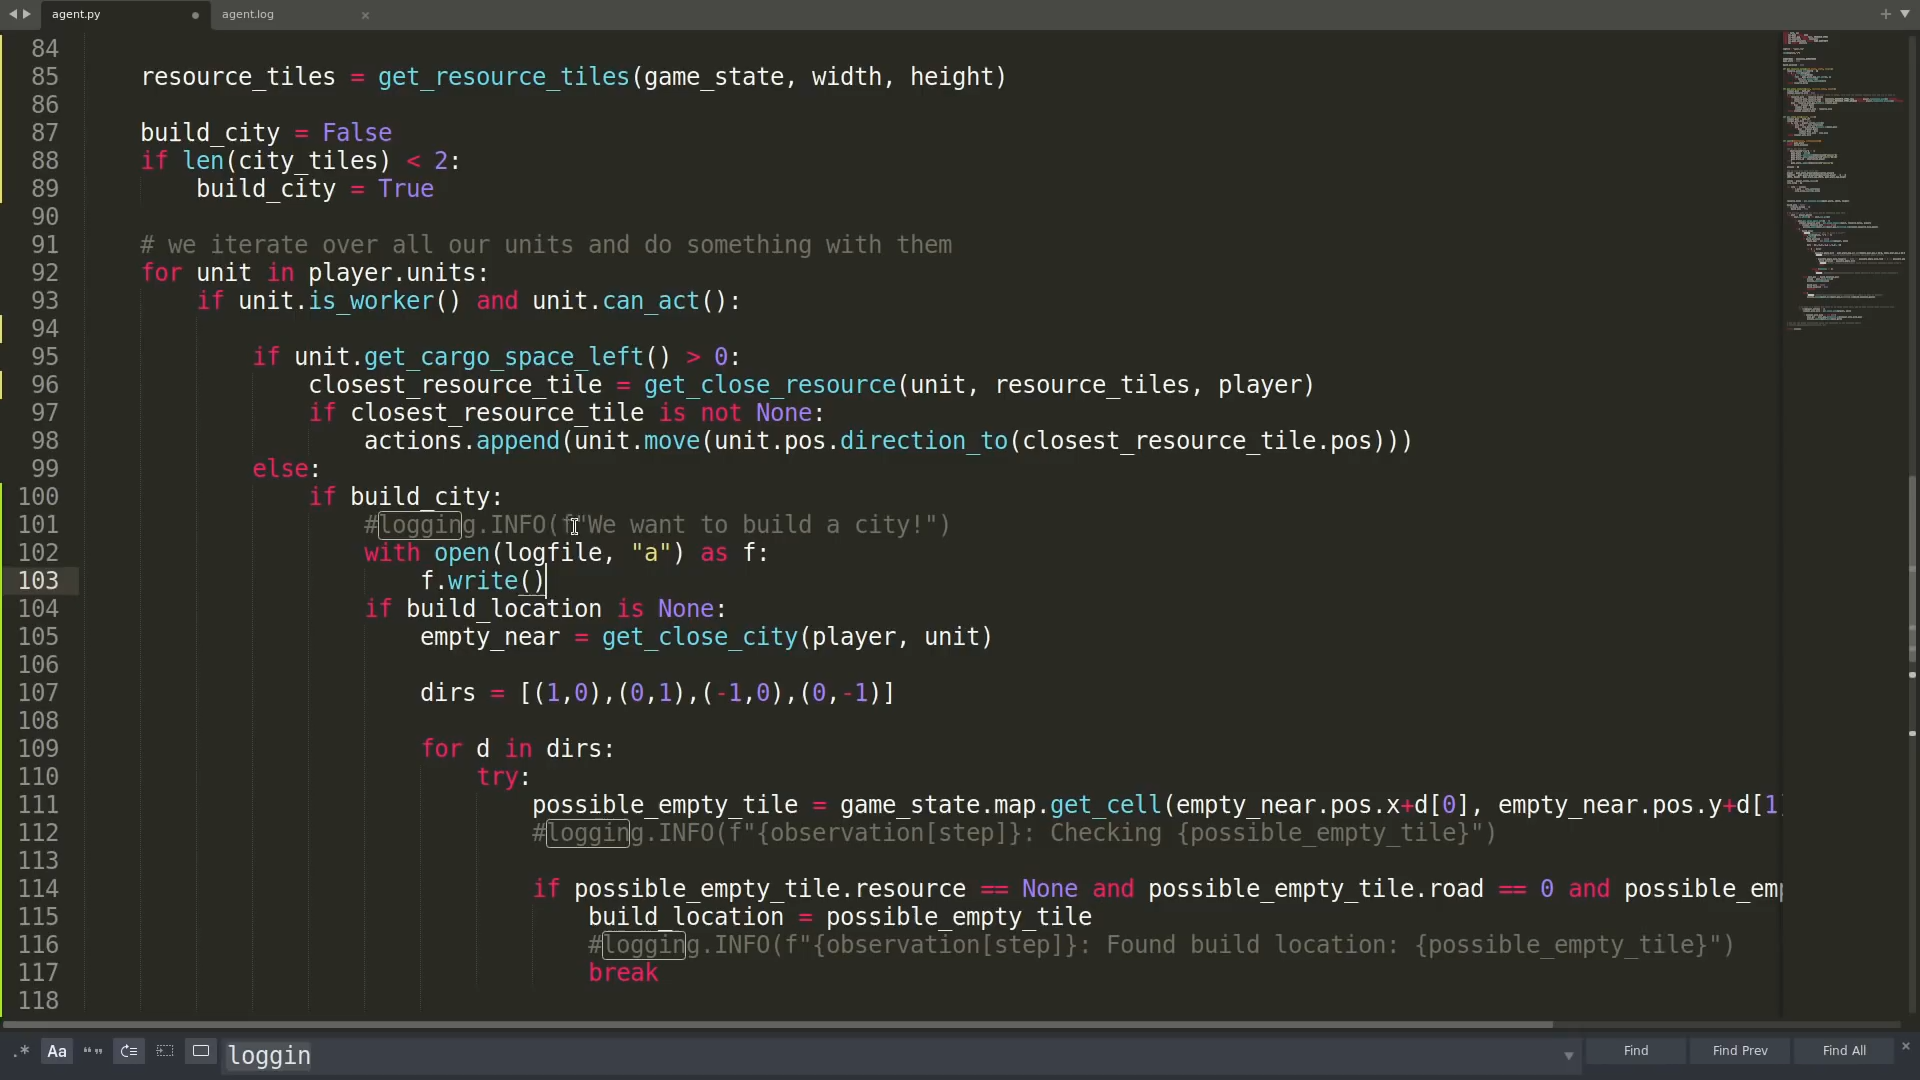 agent.py
agent.log
84
85 resource_tiles = get_resource_tiles(game_state, width, height)
86
87 build_city = False
88 if len(city_tiles) < 2:
89 build_city = True
90
91 # we iterate over all our units and do something with them
92 for unit in player.units:
93 if unit.is_worker() and unit.can_act():
94
95 if unit.get_cargo_space_left() > 0:
96 closest_resource_tile = get_close_resource(unit, resource_tiles, player)
97 if closest_resource_tile is not None:
98 actions.append(unit.move(unit.pos.direction_to(closest_resource_tile.pos)))
99 else:
100 if build_city:
101 #logging.INFO(f"We want to build a city!")
102 with open(logfile, "a") as f:
103 f.write()
104 if build_location is None:
105 empty_near = get_close_city(player, unit)
106
107 dirs = [(1,0),(0,1),(-1,0),(0,-1)]
108
109 for d in dirs:
110 try:
111 possible_empty_tile = game_state.map.get_cell(empty_near.pos.x+d[0], empty_near.pos.y+d[1
112 #logging.INFO(f"{observation[step]}: Checking {possible_empty_tile}")
113
114 if possible_empty_tile.resource == None and possible_empty_tile.road == 0 and possible_emp
115 build_location = possible_empty_tile
116 #logging.INFO(f"{observation[step]}: Found build location: {possible_empty_tile}")
117 break
118
.* Aa “” loggin Find Find Prev Find All